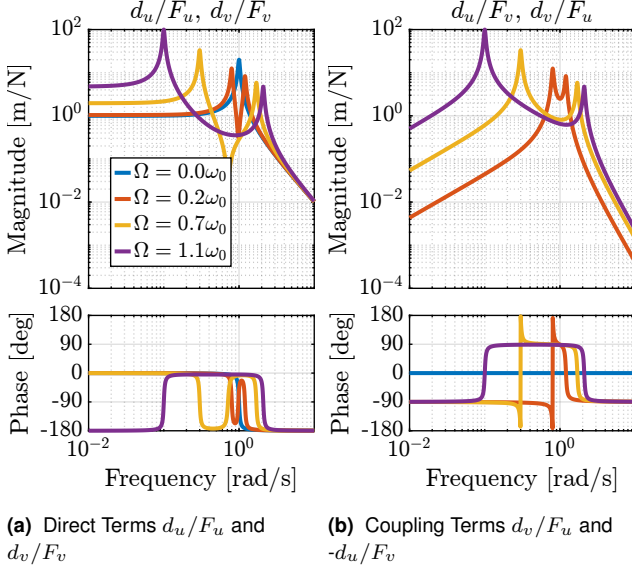 d_u/F_u, d_v/F_v
10^2
10^0
10^{-2}
10^{-4}
Magnitude [m/N]
Ω = 0.0ω_0
Ω = 0.2ω_0
Ω = 0.7ω_0
Ω = 1.1ω_0
180
90
0
-90
-180
Phase [deg]
10^{-2}
10^0
Frequency [rad/s]
(a) Direct Terms d_u/F_u and
d_v/F_v
d_u/F_v, d_v/F_u
10^2
10^0
10^{-2}
10^{-4}
Magnitude [m/N]
180
90
0
-90
-180
Phase [deg]
10^{-2}
10^0
Frequency [rad/s]
(b) Coupling Terms d_v/F_u and
-d_u/F_v